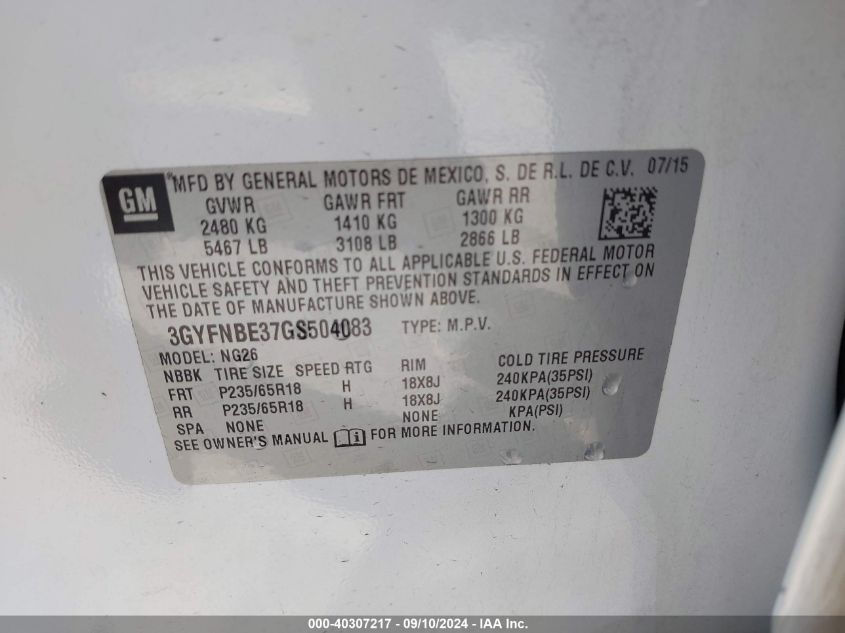 GM
® MFD BY GENERAL MOTORS DE MEXICO, S. DE R.L. DE C.V. 07/15
GVWR GAWR FRT GAWR RR
2480 KG 1410 KG 1300 KG
5467 LB 3108 LB 2866 LB
THIS VEHICLE CONFORMS TO ALL APPLICABLE U.S. FEDERAL MOTOR
VEHICLE SAFETY AND THEFT PREVENTION STANDARDS IN EFFECT ON
THE DATE OF MANUFACTURE SHOWN ABOVE.
3GYFNBE37GS504083 TYPE: M.P.V.
MODEL: NG26
NBBK TIRE SIZE SPEED RTG RIM COLD TIRE PRESSURE
FRT P235/65R18 H 18X8J 240KPA(35PSI)
RR P235/65R18 H 18X8J 240KPA(35PSI)
SPA NONE NONE KPA(PSI)
SEE OWNER'S MANUAL FOR MORE INFORMATION.
000-40307217 - 09/10/2024 - IAA Inc.